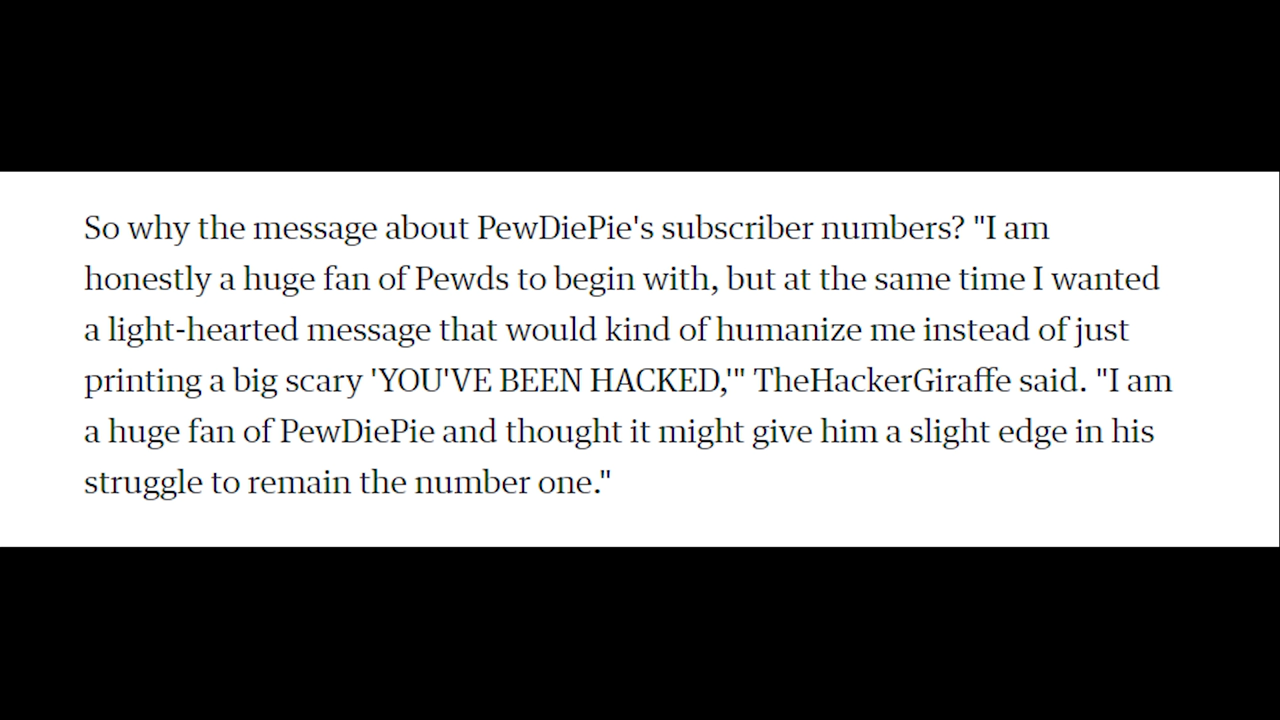 So why the message about PewDiePie's subscriber numbers? "I am
honestly a huge fan of Pewds to begin with, but at the same time I wanted
a light-hearted message that would kind of humanize me instead of just
printing a big scary 'YOU'VE BEEN HACKED,'" TheHackerGiraffe said. "I am
a huge fan of PewDiePie and thought it might give him a slight edge in his
struggle to remain the number one."